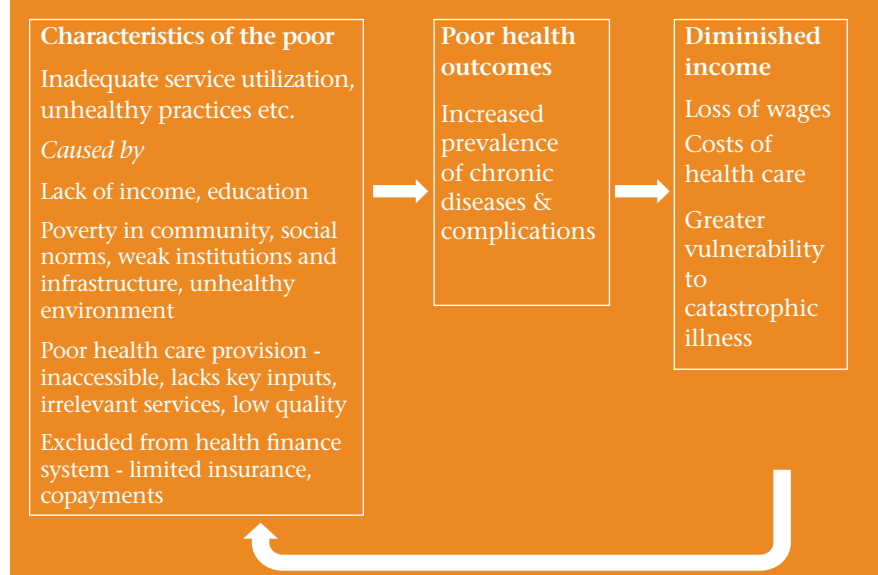 Characteristics of the poor
Inadequate service utilization,
unhealthy practices etc.
Caused by
Lack of income, education
Poverty in community, social
norms, weak institutions and
infrastructure, unhealthy
environment
Poor health care provision -
inaccessible, lacks key inputs,
irrelevant services, low quality
Excluded from health finance
system - limited insurance,
copayments
Poor health
outcomes
Increased
prevalence
of chronic
diseases &
complications
Diminished
income
Loss of wages
Costs of
health care
Greater
vulnerability
to
catastrophic
illness